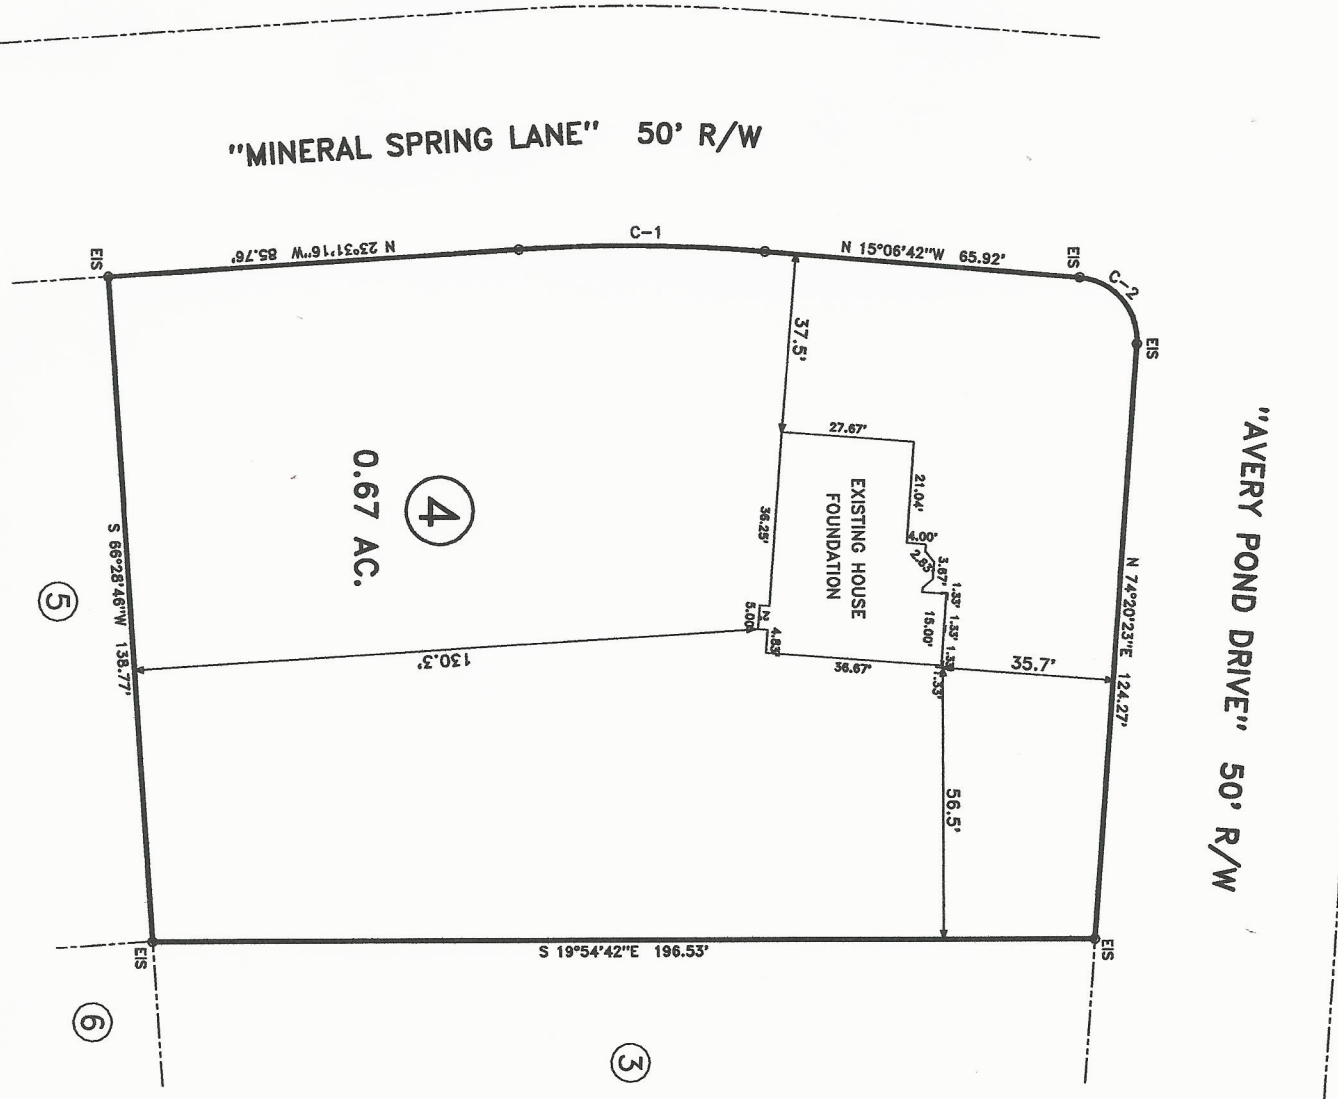 "MINERAL SPRING LANE" 50' R/W
"AVERY POND DRIVE" 50' R/W
EIS
N 23°31'16"W 85.76'
C-1
N 15°06'42"W 65.92'
EIS
C-2
EIS
37.5'
27.67'
21.04'
4.00'
2.83'
3.67'
1.33'
1.33'
1.33'
1.33'
15.00'
EXISTING HOUSE
FOUNDATION
36.25'
5.00'
4.83'
36.67'
35.7'
N 74°20'23"E 124.27'
4
0.67 AC.
S 66°28'46"W 138.77'
130.3'
56.5'
5
EIS
S 19°54'42"E 196.53'
EIS
6
3